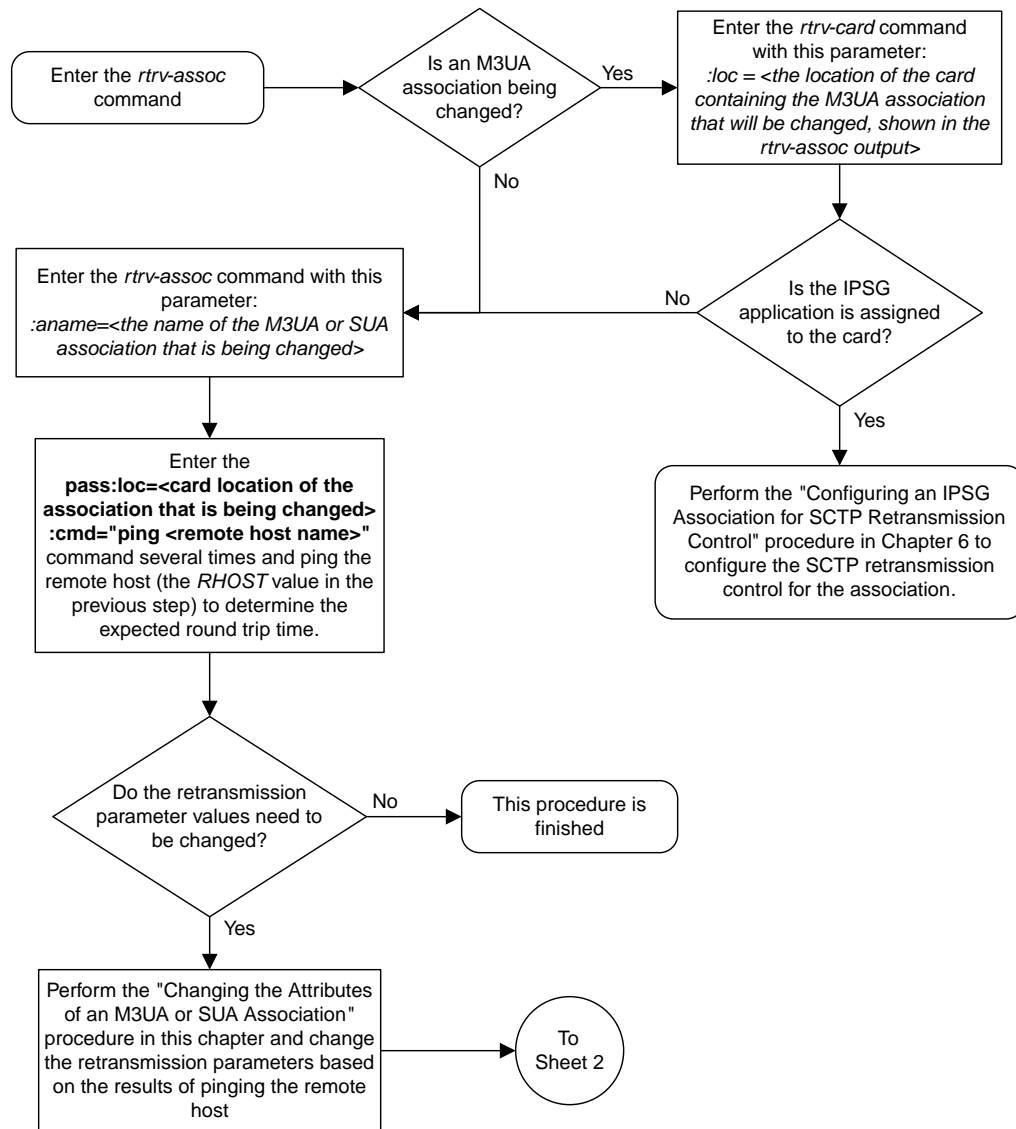 Enter the rtrv-assoc
command
Is an M3UA
association being
changed?
Yes
Enter the rtrv-card command
with this parameter:
:loc = <the location of the card
containing the M3UA association
that will be changed, shown in the
rtrv-assoc output>
No
Enter the rtrv-assoc command with this
parameter:
:aname=<the name of the M3UA or SUA
association that is being changed>
No
Is the IPSG
application is assigned
to the card?
Yes
Enter the
pass:loc=<card location of the
association that is being changed>
:cmd="ping <remote host name>"
command several times and ping the
remote host (the RHOST value in the
previous step) to determine the
expected round trip time.
Perform the "Configuring an IPSG
Association for SCTP Retransmission
Control" procedure in Chapter 6 to
configure the SCTP retransmission
control for the association.
Do the retransmission
parameter values need to
be changed?
No
This procedure is
finished
Yes
Perform the "Changing the Attributes
of an M3UA or SUA Association"
procedure in this chapter and change
the retransmission parameters based
on the results of pinging the remote
host
To
Sheet 2